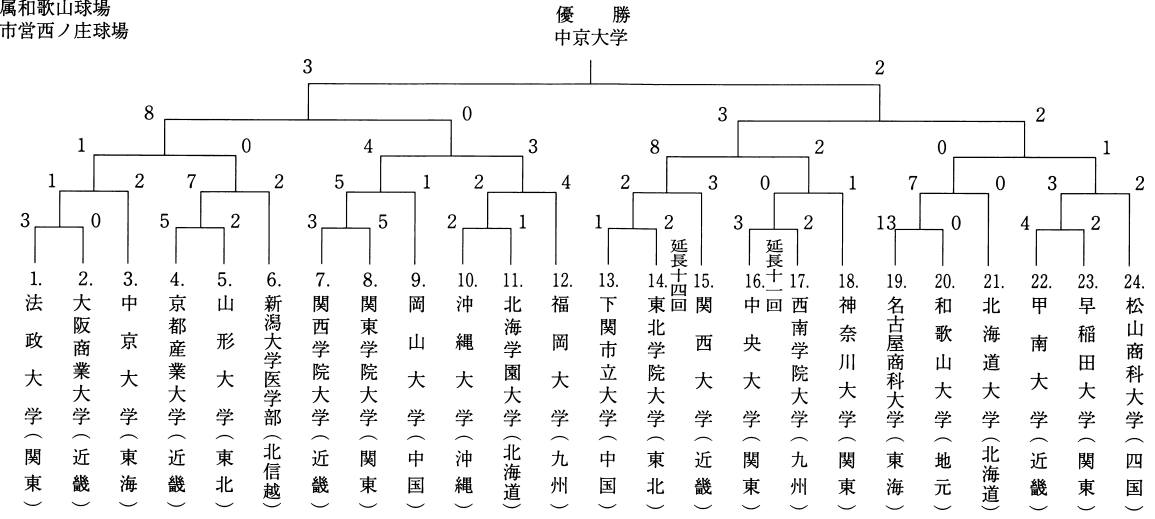 属和歌山球場
市営西ノ庄球場
優　勝
中京大学
3 2
8 0 3 2
1 0 4 3 8 2 0 1
1 2 7 2 5 1 2 4 2 3 0 1 7 0 3 2
3 0 5 2 3 5 2 1 1 2 3 2 13 0 4 2
延長十四回
延長十一回
1. 法政大学（関東）
2. 大阪商業大学（近畿）
3. 中京大学（東海）
4. 京都産業大学（近畿）
5. 山形大学（東北）
6. 新潟大学医学部（北信越）
7. 関西学院大学（近畿）
8. 関東学院大学（関東）
9. 岡山大学（中国）
10. 沖縄大学（沖縄）
11. 北海学園大学（北海道）
12. 福岡大学（九州）
13. 下関市立大学（中国）
14. 東北学院大学（東北）
15. 関西大学（近畿）
16. 中央大学（関東）
17. 西南学院大学（九州）
18. 神奈川大学（関東）
19. 名古屋商科大学（東海）
20. 和歌山大学（地元）
21. 北海道大学（北海道）
22. 甲南大学（近畿）
23. 早稲田大学（関東）
24. 松山商科大学（四国）